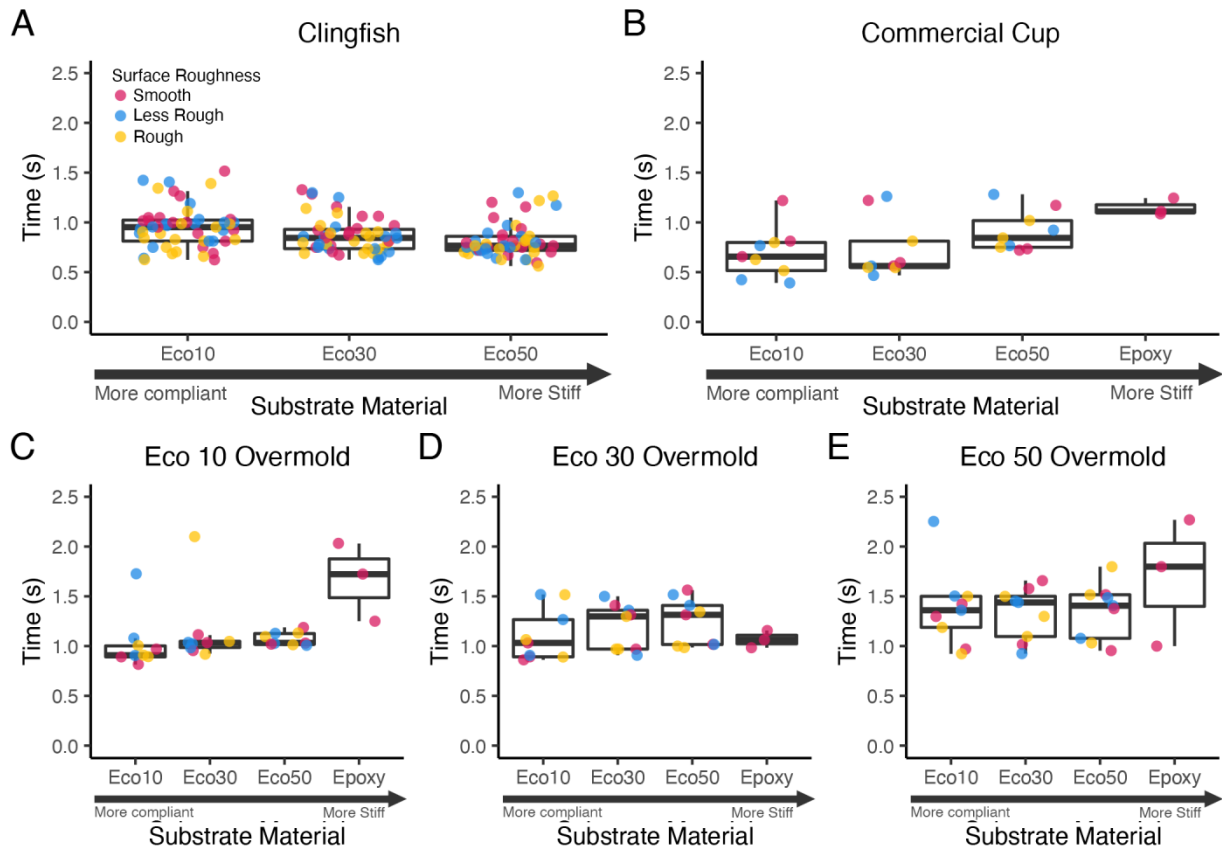 A
Clingfish
Surface Roughness
Smooth
Less Rough
Rough
Time (s)
2.5
2.0
1.5
1.0
0.5
0.0
Eco10 Eco30 Eco50
More compliant More Stiff
Substrate Material
B
Commercial Cup
Time (s)
2.5
2.0
1.5
1.0
0.5
0.0
Eco10 Eco30 Eco50 Epoxy
More compliant More Stiff
Substrate Material
C
Eco 10 Overmold
Time (s)
2.5
2.0
1.5
1.0
0.5
0.0
Eco10 Eco30 Eco50 Epoxy
More compliant More Stiff
Substrate Material
D
Eco 30 Overmold
Time (s)
2.5
2.0
1.5
1.0
0.5
0.0
Eco10 Eco30 Eco50 Epoxy
More compliant More Stiff
Substrate Material
E
Eco 50 Overmold
Time (s)
2.5
2.0
1.5
1.0
0.5
0.0
Eco10 Eco30 Eco50 Epoxy
More compliant More Stiff
Substrate Material